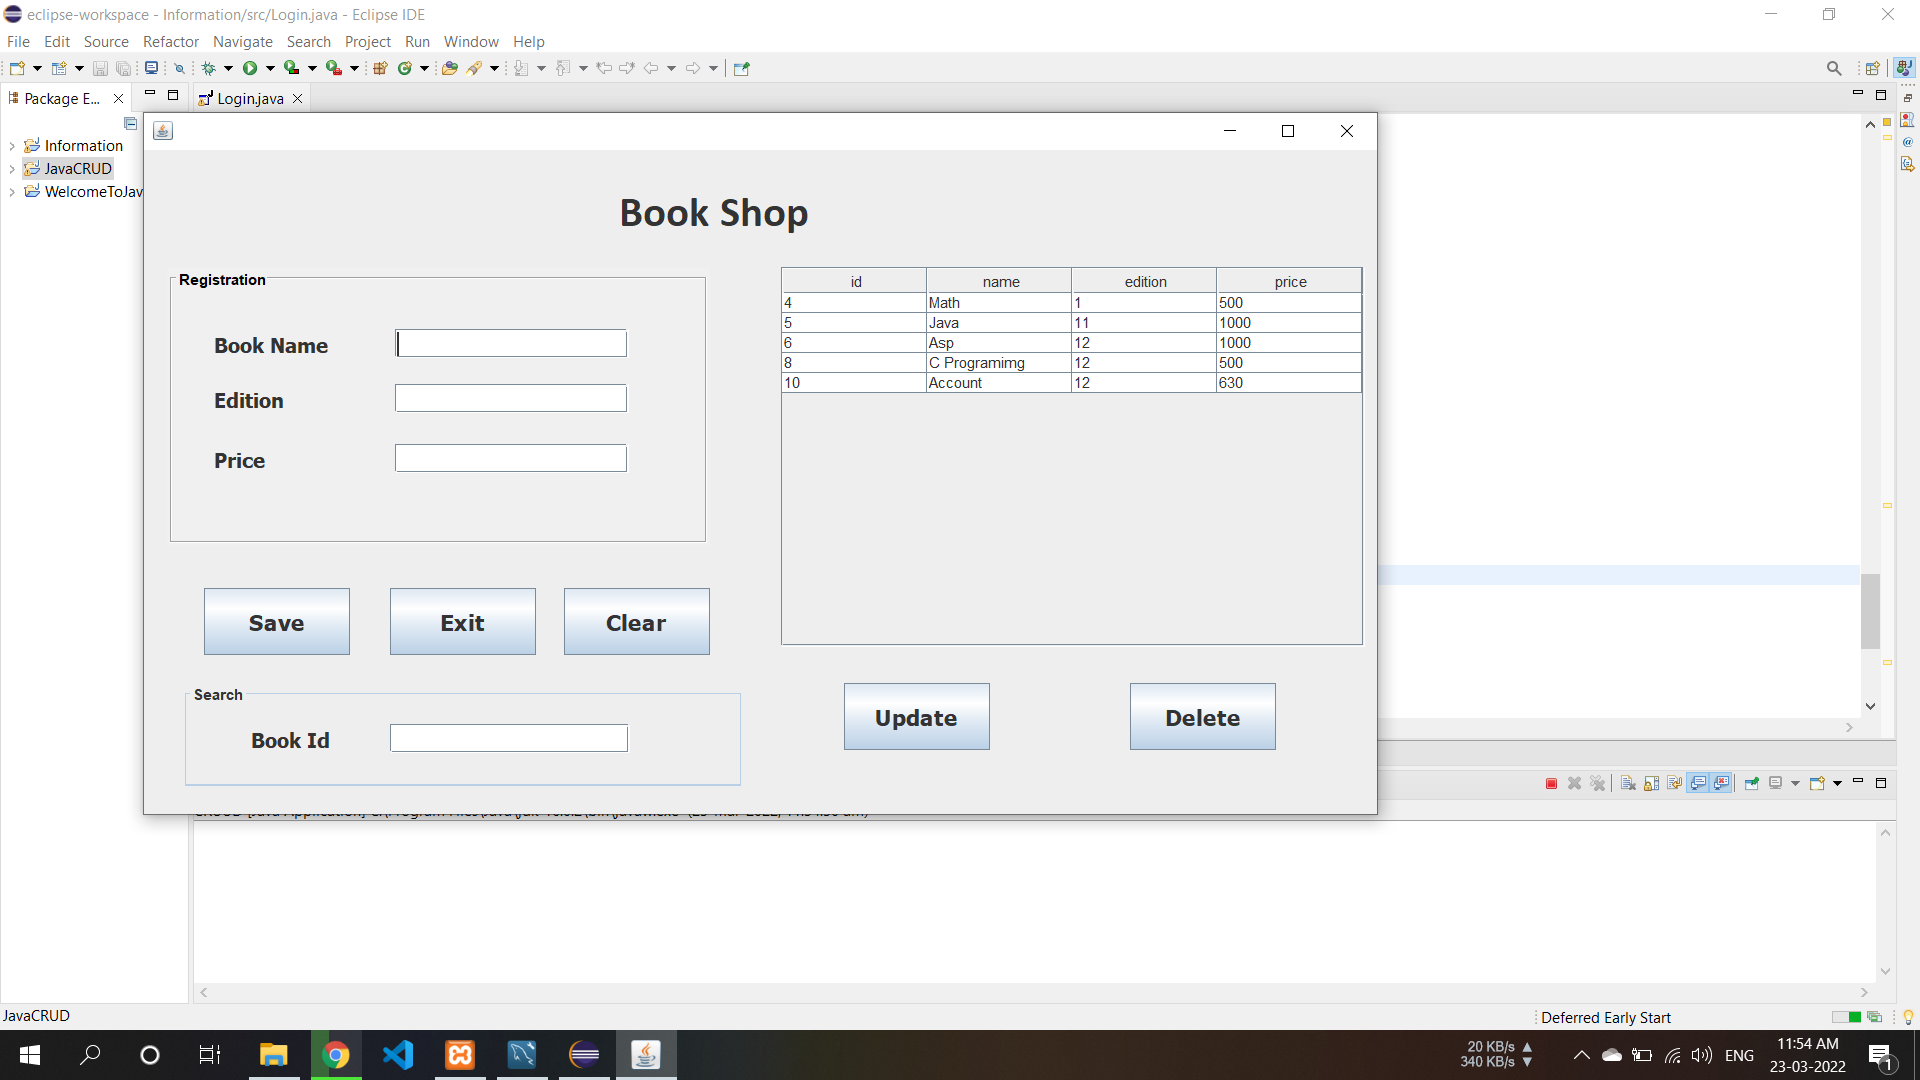 eclipse-workspace - Information/src/Login.java - Eclipse IDE
File Edit Source Refactor Navigate Search Project Run Window Help
Package E...
Login.java
Information
JavaCRUD
WelcomeToJav
Book Shop
Registration
Book Name
Edition
Price
id name edition price
4 Math 1 500
5 Java 11 1000
6 Asp 12 1000
8 C Programimg 12 500
10 Account 12 630
Save Exit Clear
Update Delete
Search
Book Id
JavaCRUD
Deferred Early Start
20 KB/s
340 KB/s
ENG
11:54 AM
23-03-2022
1